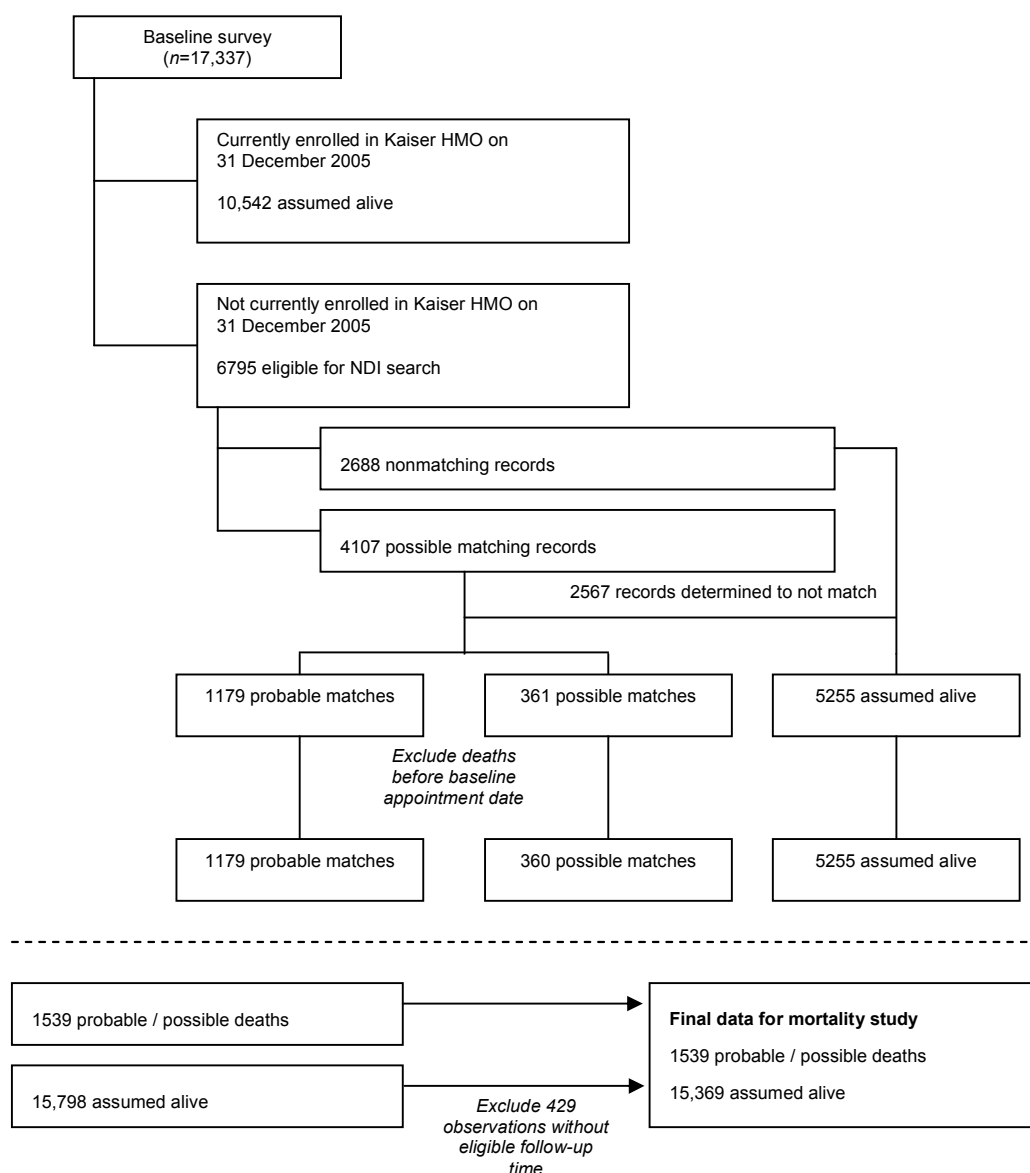 Baseline survey
(n=17,337)
Currently enrolled in Kaiser HMO on
31 December 2005
10,542 assumed alive
Not currently enrolled in Kaiser HMO on
31 December 2005
6795 eligible for NDI search
2688 nonmatching records
4107 possible matching records
2567 records determined to not match
1179 probable matches
361 possible matches
5255 assumed alive
Exclude deaths
before baseline
appointment date
1179 probable matches
360 possible matches
5255 assumed alive
1539 probable / possible deaths
15,798 assumed alive
Exclude 429
observations without
eligible follow-up
time
Final data for mortality study
1539 probable / possible deaths
15,369 assumed alive